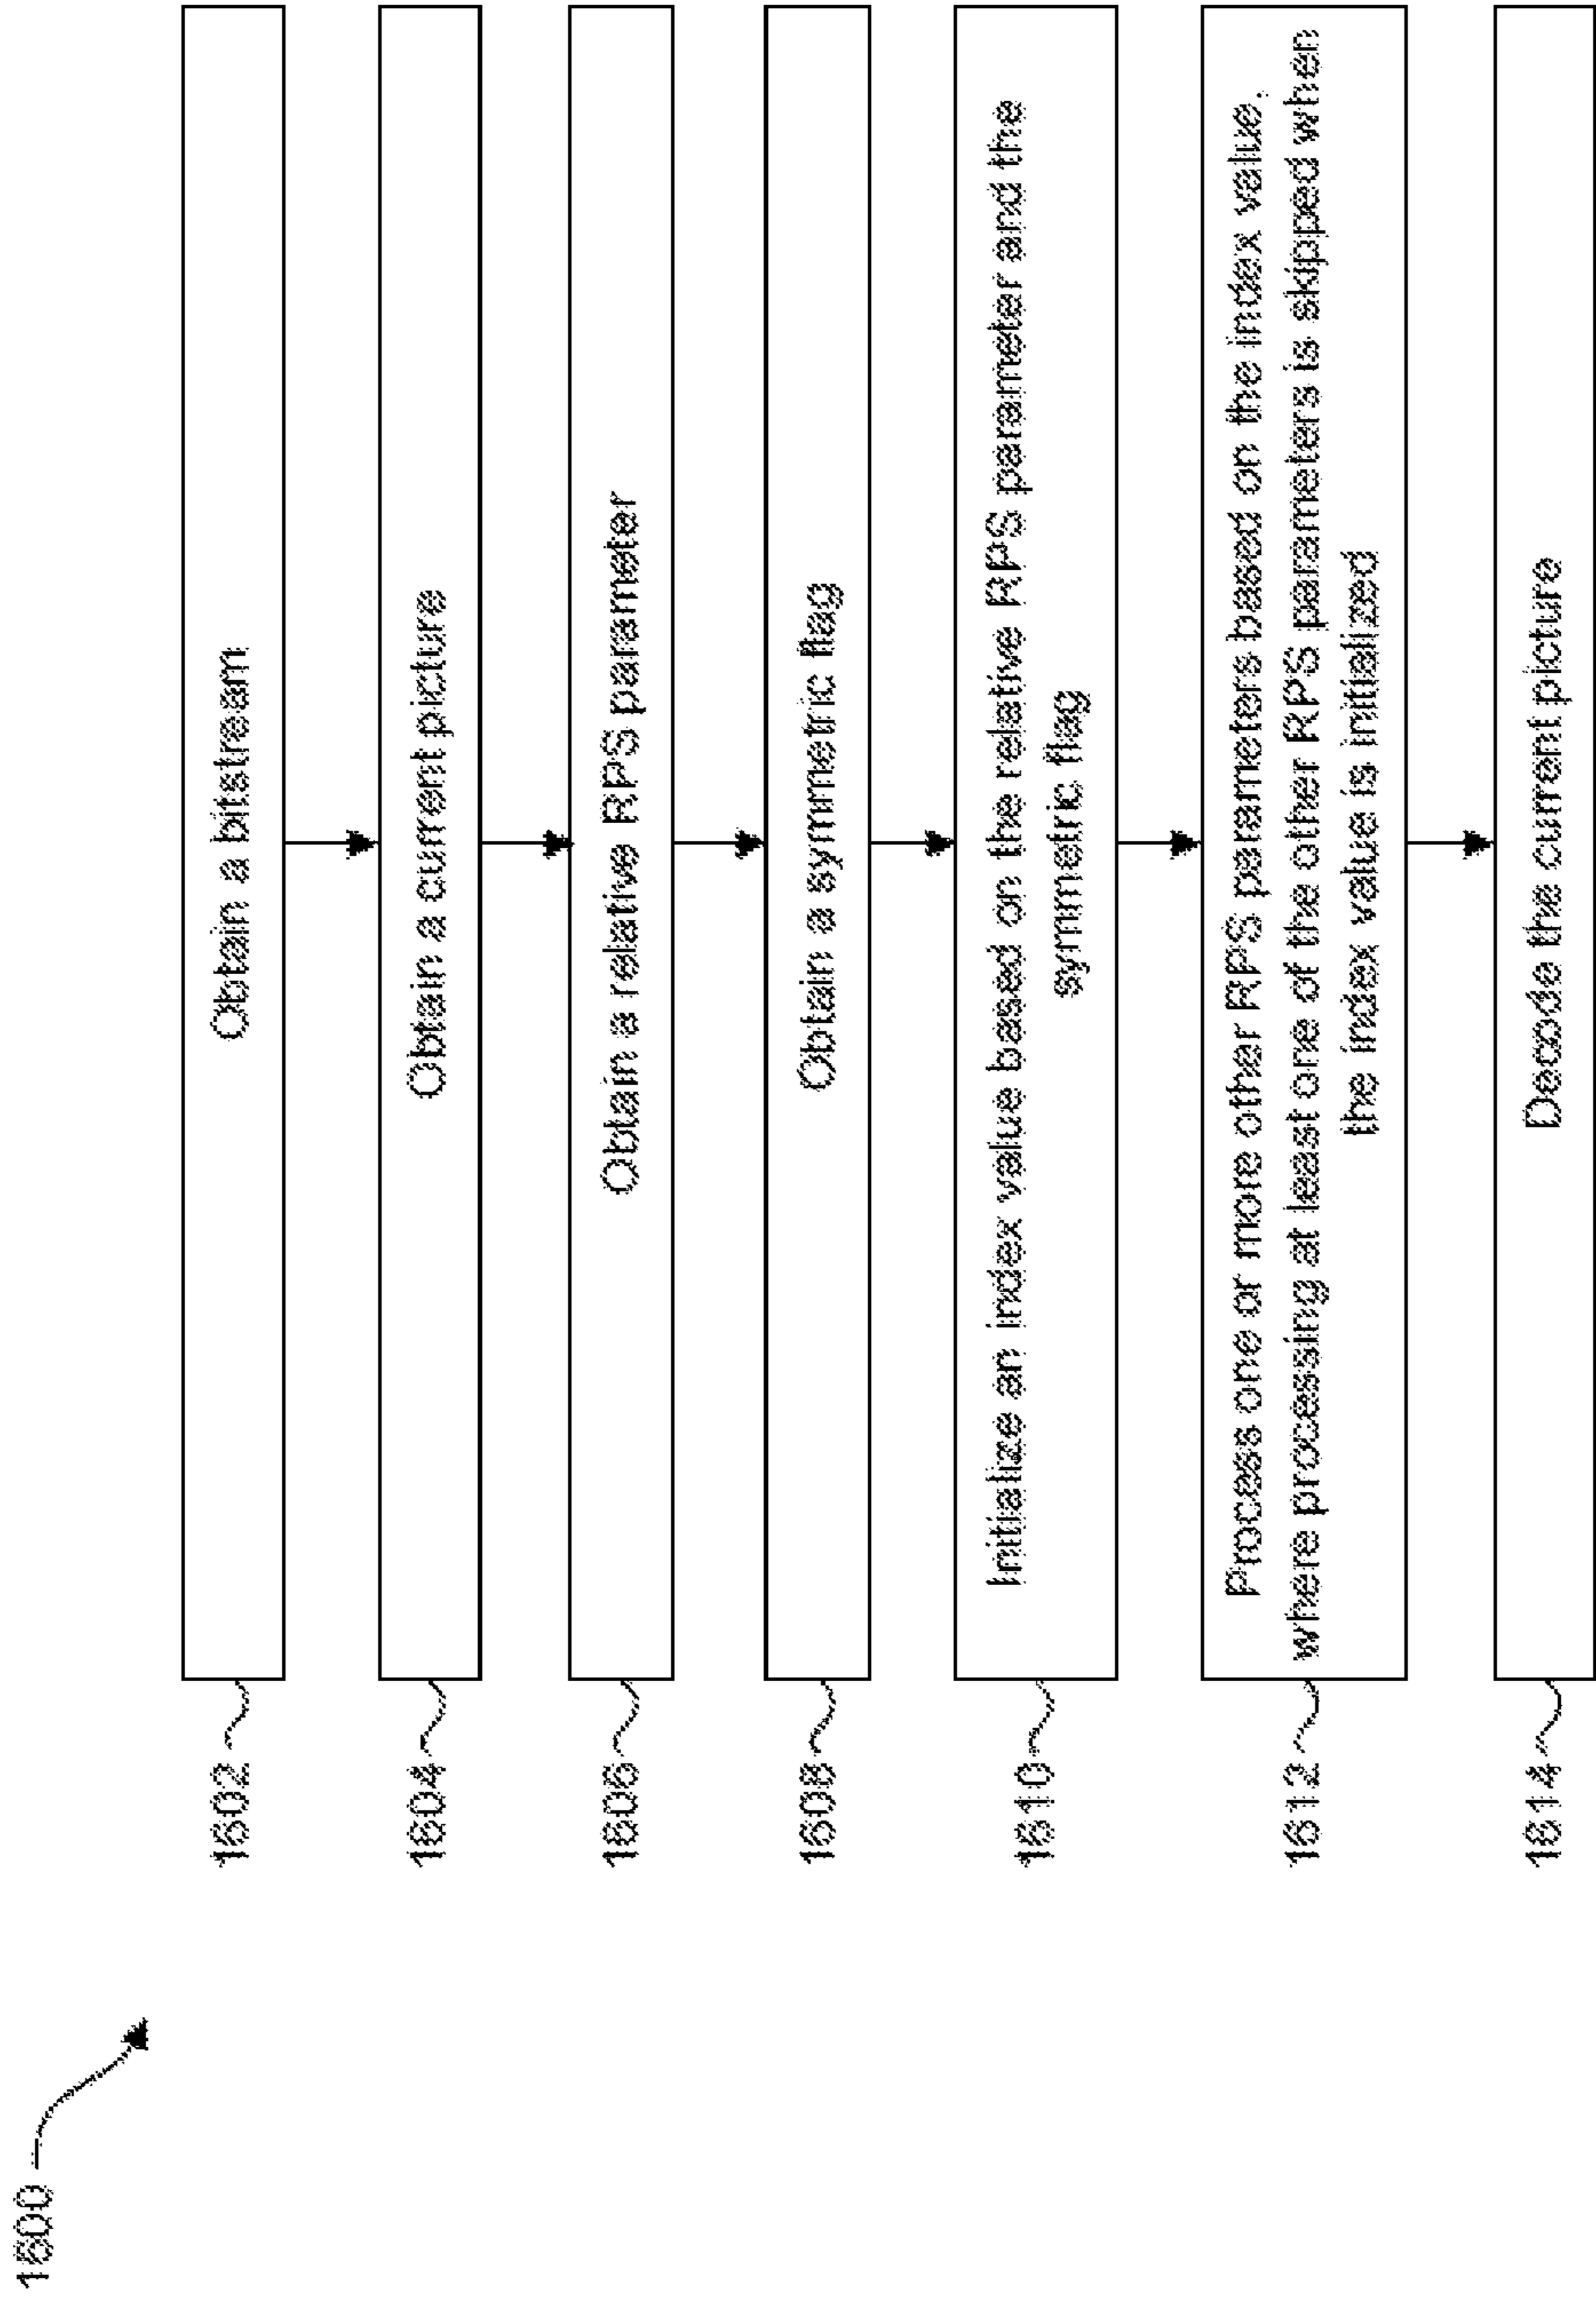 1600
1602
Obtain a bitstream
1604
Obtain a current picture
1606
Obtain a relative RPS parameter
1608
Obtain a symmetric flag
1610
Initialize an index value based on the relative RPS parameter and the
symmetric flag
1612
Process one or more other RPS parameters based on the index value,
where processing at least one of the other RPS parameters is skipped when
the index value is initialized
1614
Decode the current picture